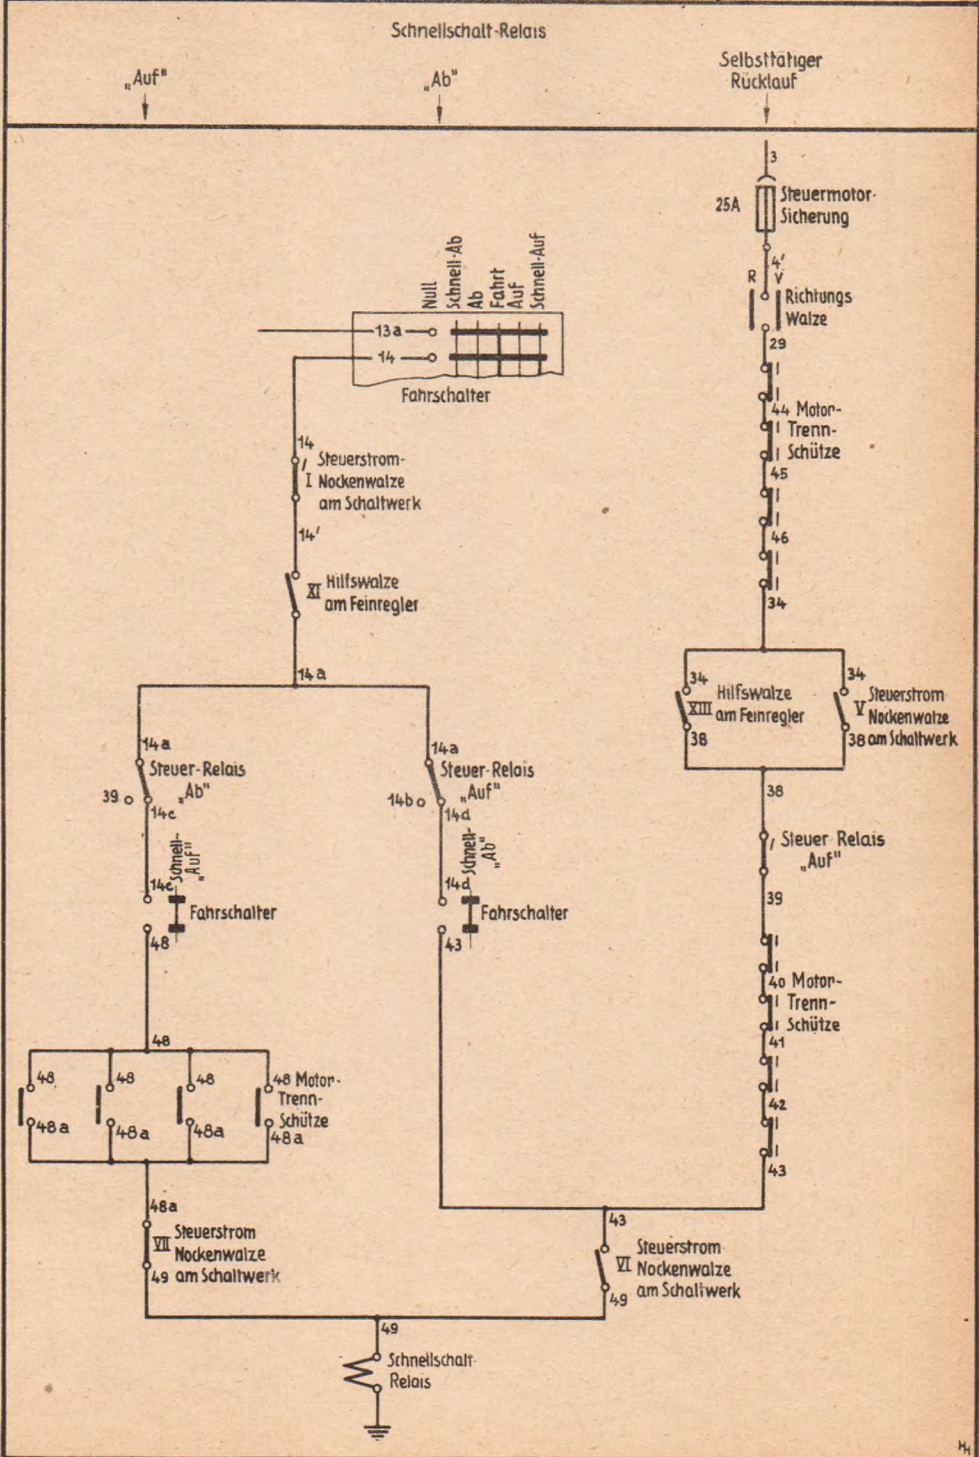 Schnellschalt-Relais
„Auf"
„Ab"
Selbsttätiger
Rücklauf
3
25A
Steuermotor-
Sicherung
4'
R
V
Richtungs
Walze
29
Null
Schnell-Ab
Ab
Fahrt
Auf
Schnell-Auf
13a
14
Fahrschalter
44 Motor-
Trenn-
Schütze
45
46
34
14
I
Steuerstrom-
Nockenwalze
am Schaltwerk
14'
XI
Hilfswalze
am Feinregler
14a
34
XIII
Hilfswalze
am Feinregler
38
34
V
Steuerstrom
Nockenwalze
38 am Schaltwerk
38
14a
Steuer-Relais
„Ab"
39
14c
14a
Steuer-Relais
„Auf"
14b
14d
Steuer Relais
„Auf"
39
Schnell-
„Auf"
14c
Fahrschalter
48
Schnell-
„Ab"
14d
Fahrschalter
43
40 Motor-
Trenn-
Schütze
41
42
43
48
48
48
48
48 Motor-
Trenn-
Schütze
48a
48a
48a
48a
48a
VII
Steuerstrom
Nockenwalze
49 am Schaltwerk
43
VI
Steuerstrom
Nockenwalze
am Schaltwerk
49
49
Schnellschalt-
Relais